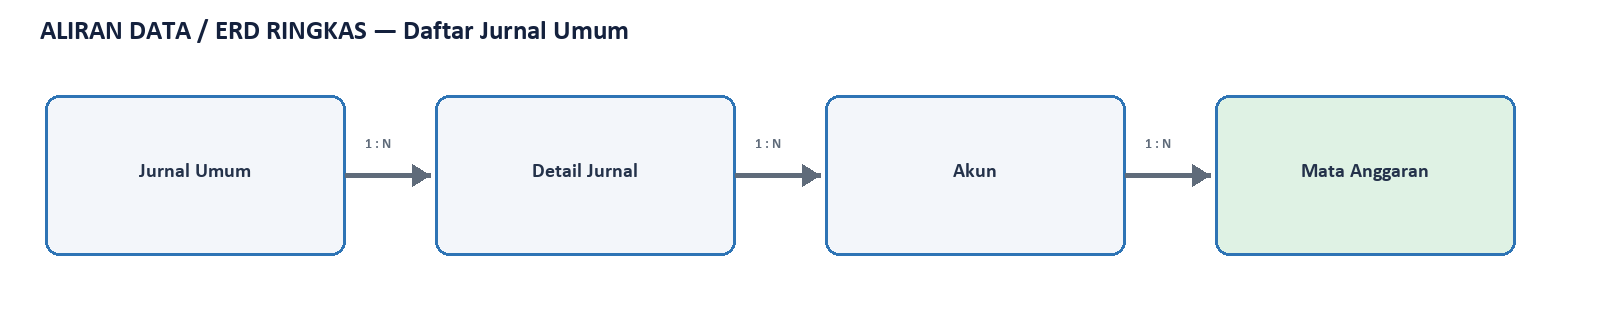 ALIRAN DATA / ERD RINGKAS — Daftar Jurnal Umum
Jurnal Umum
1 : N
Detail Jurnal
1 : N
Akun
1 : N
Mata Anggaran